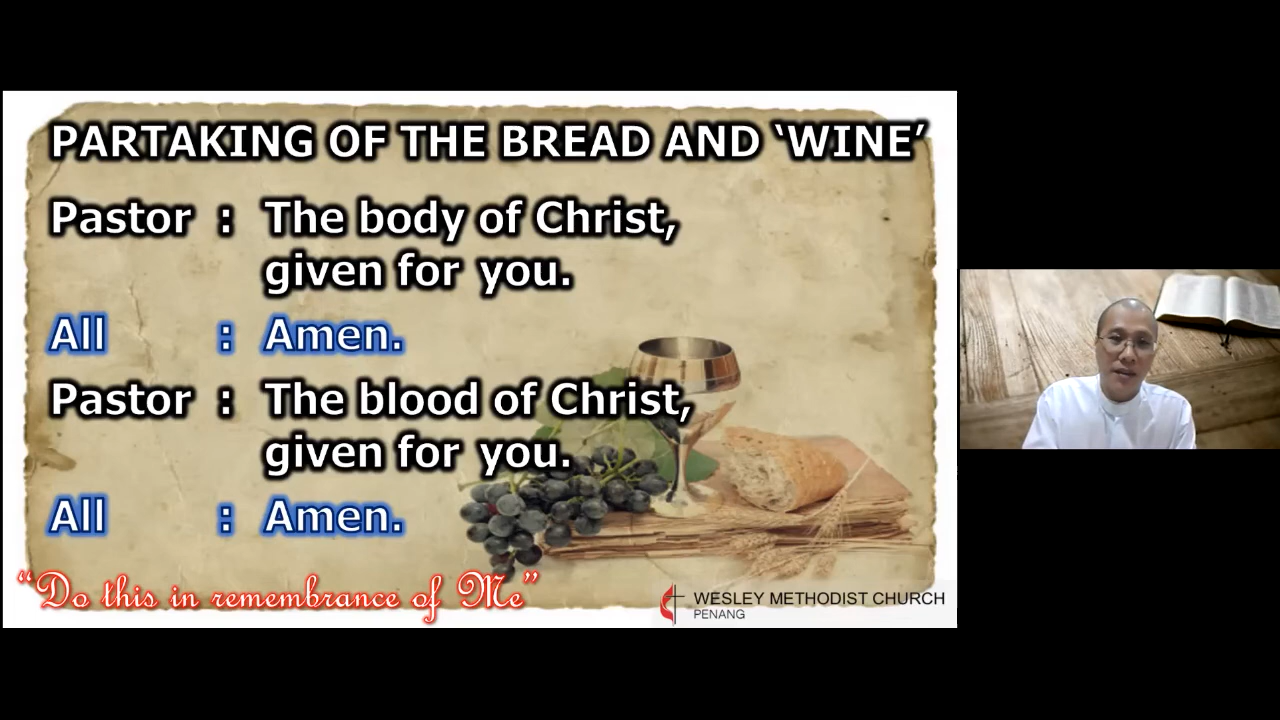 PARTAKING OF THE BREAD AND ‘WINE’
Pastor : The body of Christ,
given for you.
All : Amen.
Pastor : The blood of Christ,
given for you.
All : Amen.
“Do this in remembrance of Me”
WESLEY METHODIST CHURCH
PENANG